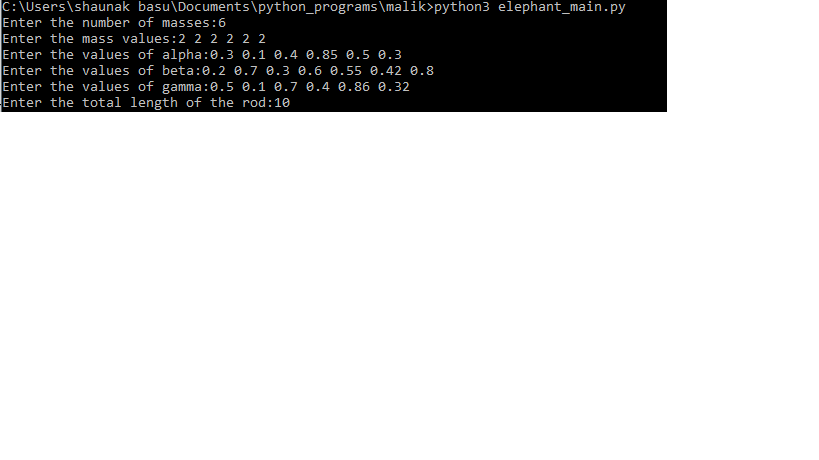 C:\Users\shaunak basu\Documents\python_programs\malik>python3 elephant_main.py
Enter the number of masses:6
Enter the mass values:2 2 2 2 2 2
Enter the values of alpha:0.3 0.1 0.4 0.85 0.5 0.3
Enter the values of beta:0.2 0.7 0.3 0.6 0.55 0.42 0.8
Enter the values of gamma:0.5 0.1 0.7 0.4 0.86 0.32
Enter the total length of the rod:10